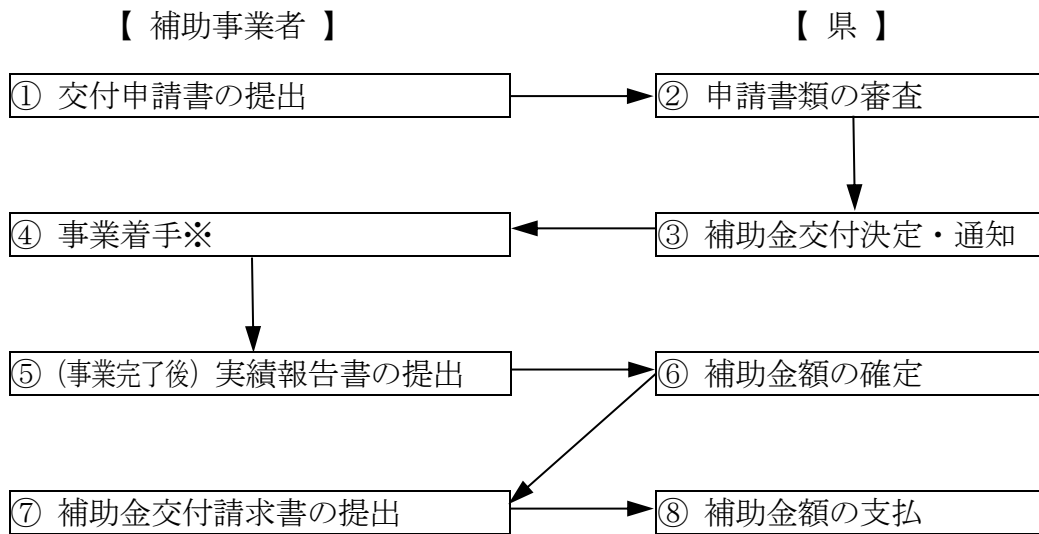 【 補助事業者 】
【 県 】
① 交付申請書の提出
② 申請書類の審査
④ 事業着手※
③ 補助金交付決定・通知
⑤（事業完了後）実績報告書の提出
⑥ 補助金額の確定
⑦ 補助金交付請求書の提出
⑧ 補助金額の支払